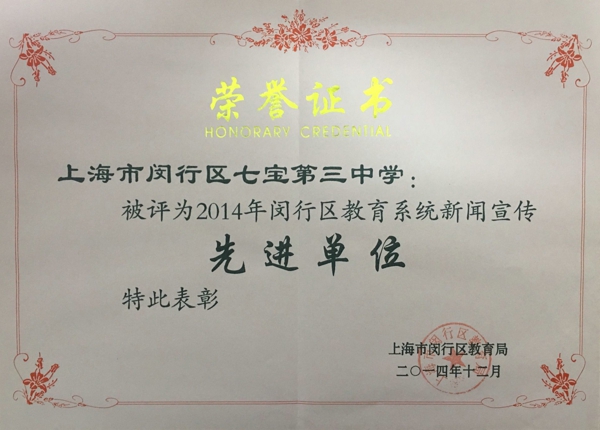 荣誉证书
HONORARY CREDENTIAL
上海市闵行区七宝第三中学：
被评为2014年闵行区教育系统新闻宣传
先进单位
特此表彰
上海市闵行区教育局
二〇一四年十二月